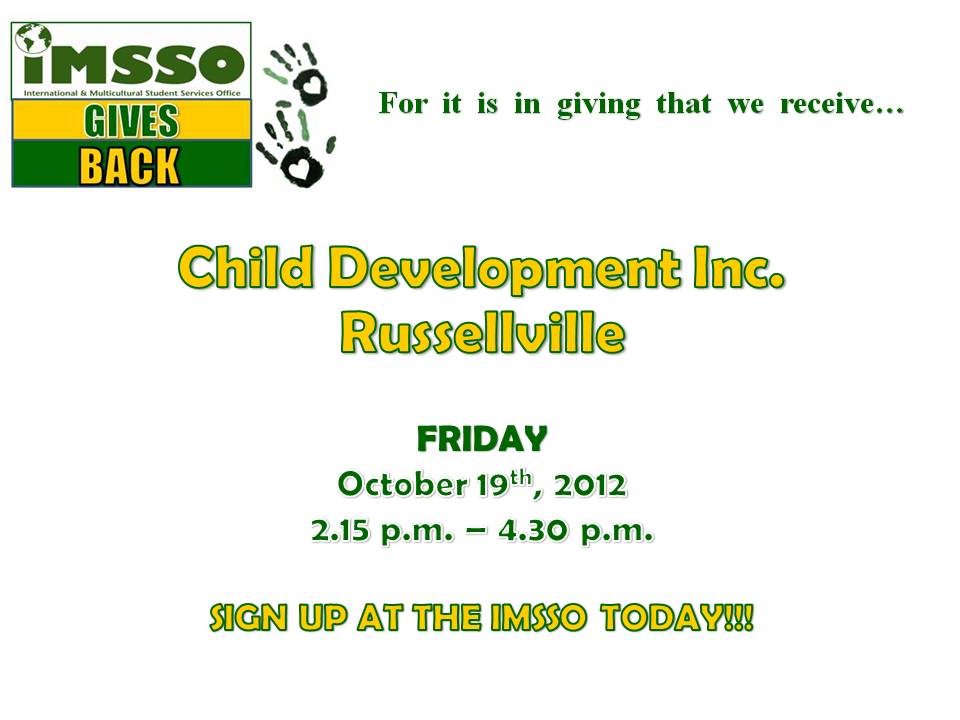 iMSSO
International & Multicultural Student Services Office
GIVES
BACK
For it is in giving that we receive…
Child Development Inc.
Russellville
FRIDAY
October 19th, 2012
2.15 p.m. – 4.30 p.m.
SIGN UP AT THE IMSSO TODAY!!!